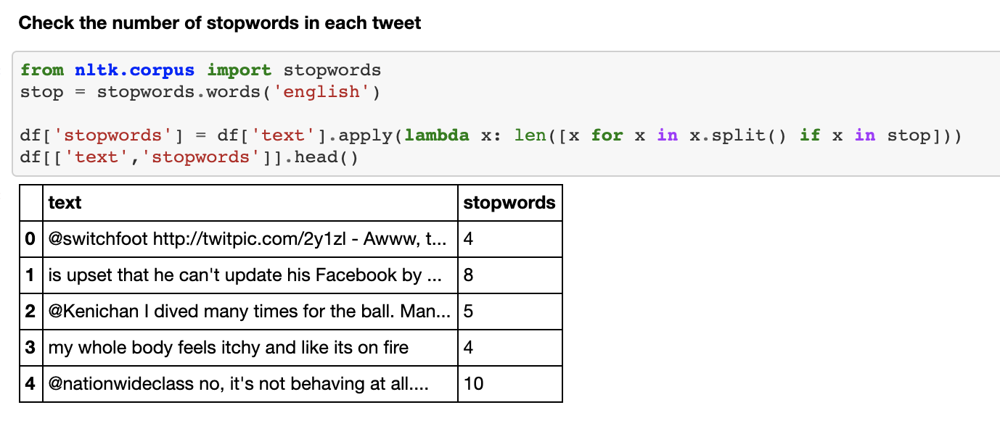 Check the number of stopwords in each tweet
from nltk.corpus import stopwords
stop = stopwords.words('english')
df['stopwords'] = df['text'].apply(lambda x: len([x for x in x.split() if x in stop]))
df[['text','stopwords']].head()
text stopwords
0 @switchfoot http://twitpic.com/2y1zl - Awww, t... 4
1 is upset that he can't update his Facebook by ... 8
2 @Kenichan I dived many times for the ball. Man... 5
3 my whole body feels itchy and like its on fire 4
4 @nationwideclass no, it's not behaving at all.... 10